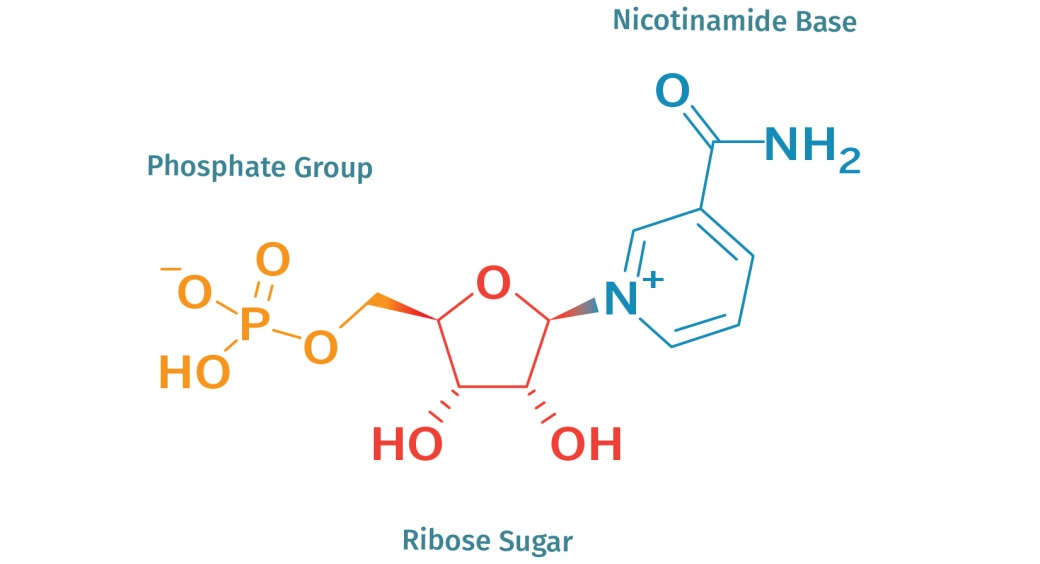 Nicotinamide Base
O
NH2
Phosphate Group
O
−
O
P
O
HO
O
N+
HO
OH
Ribose Sugar